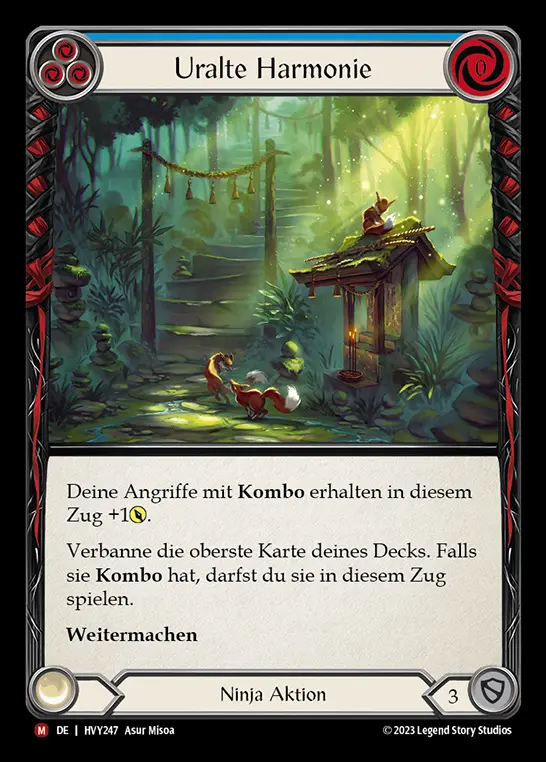 Uralte Harmonie
0
Deine Angriffe mit Kombo erhalten in diesem
Zug +1.
Verbanne die oberste Karte deines Decks. Falls
sie Kombo hat, darfst du sie in diesem Zug
spielen.
Weitermachen
Ninja Aktion
3
M DE | HVY247 Asur Misoa
© 2023 Legend Story Studios